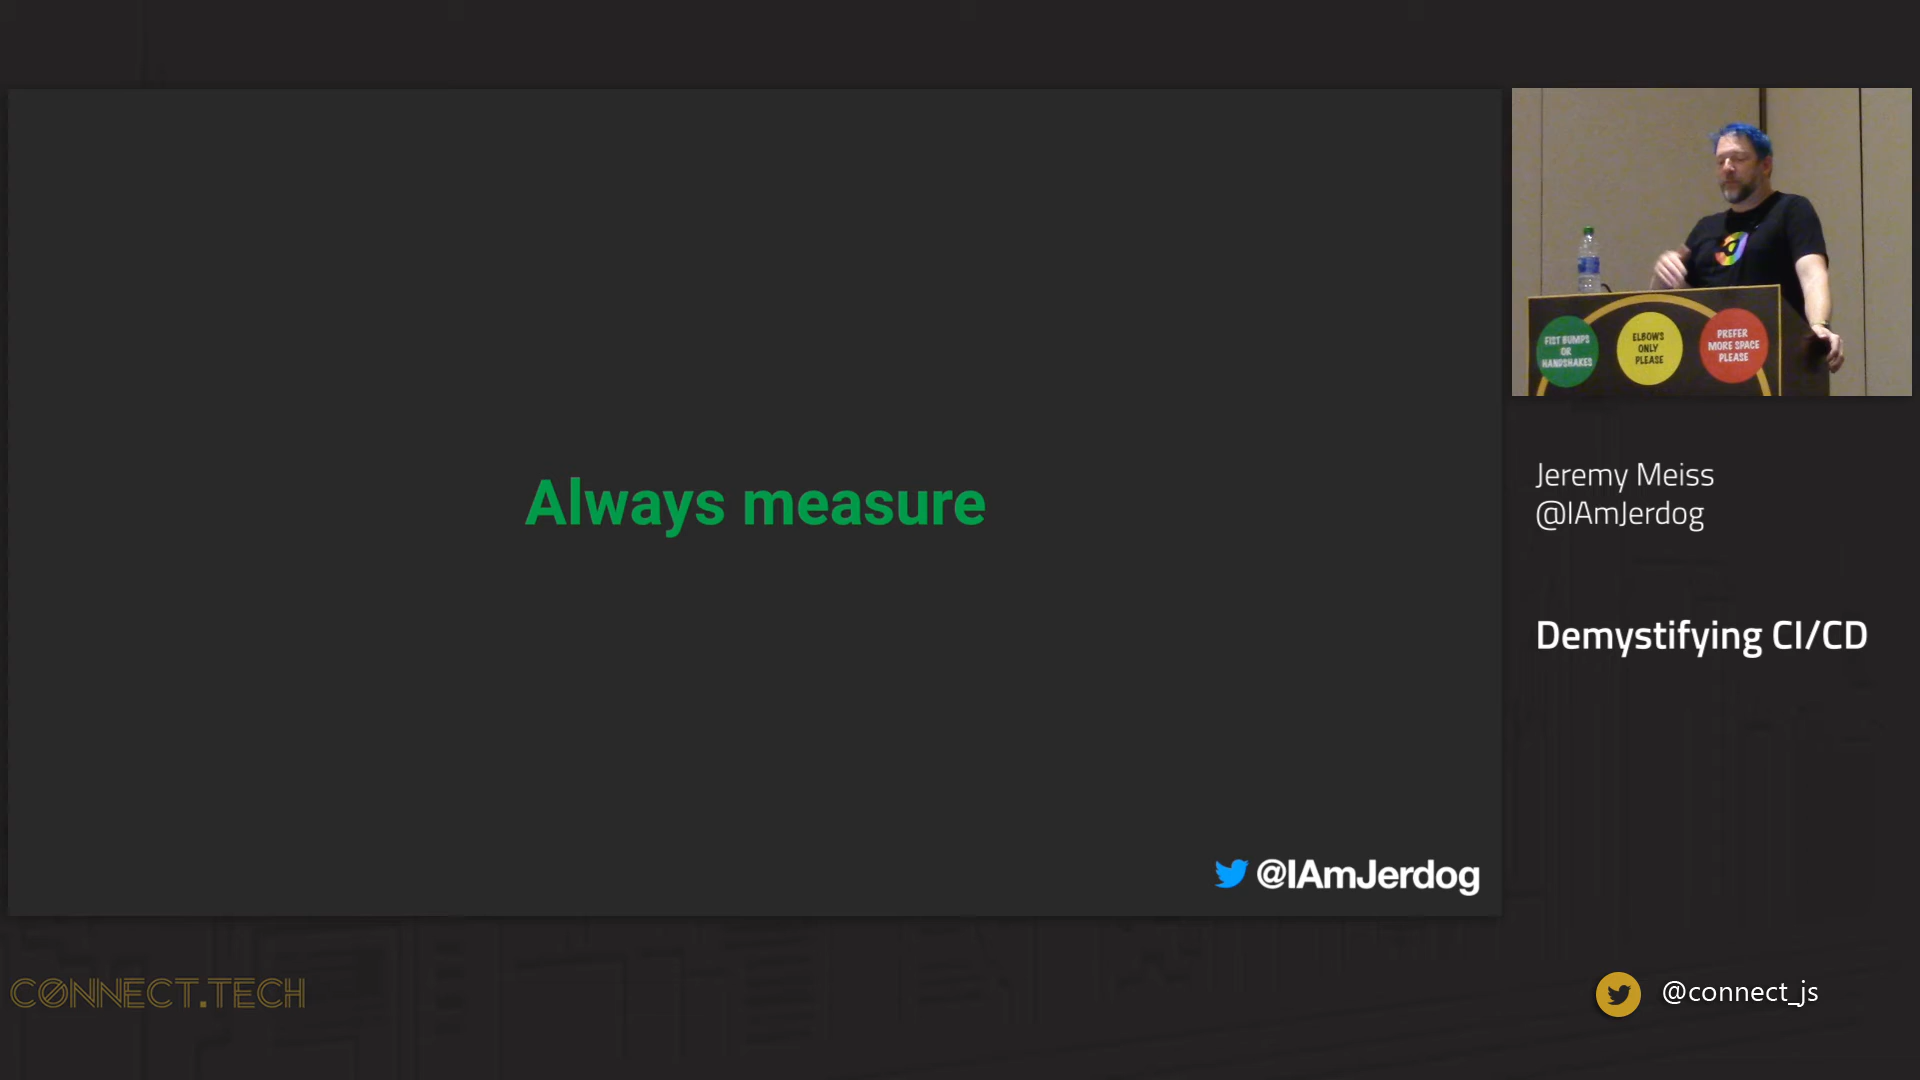 Always measure
@IAmJerdog
FIST BUMPS
OR
HANDSHAKES
ELBOWS
ONLY
PLEASE
PREFER
MORE SPACE
PLEASE
Jeremy Meiss
@IAmJerdog
Demystifying CI/CD
CONNECT.TECH
@connect_js